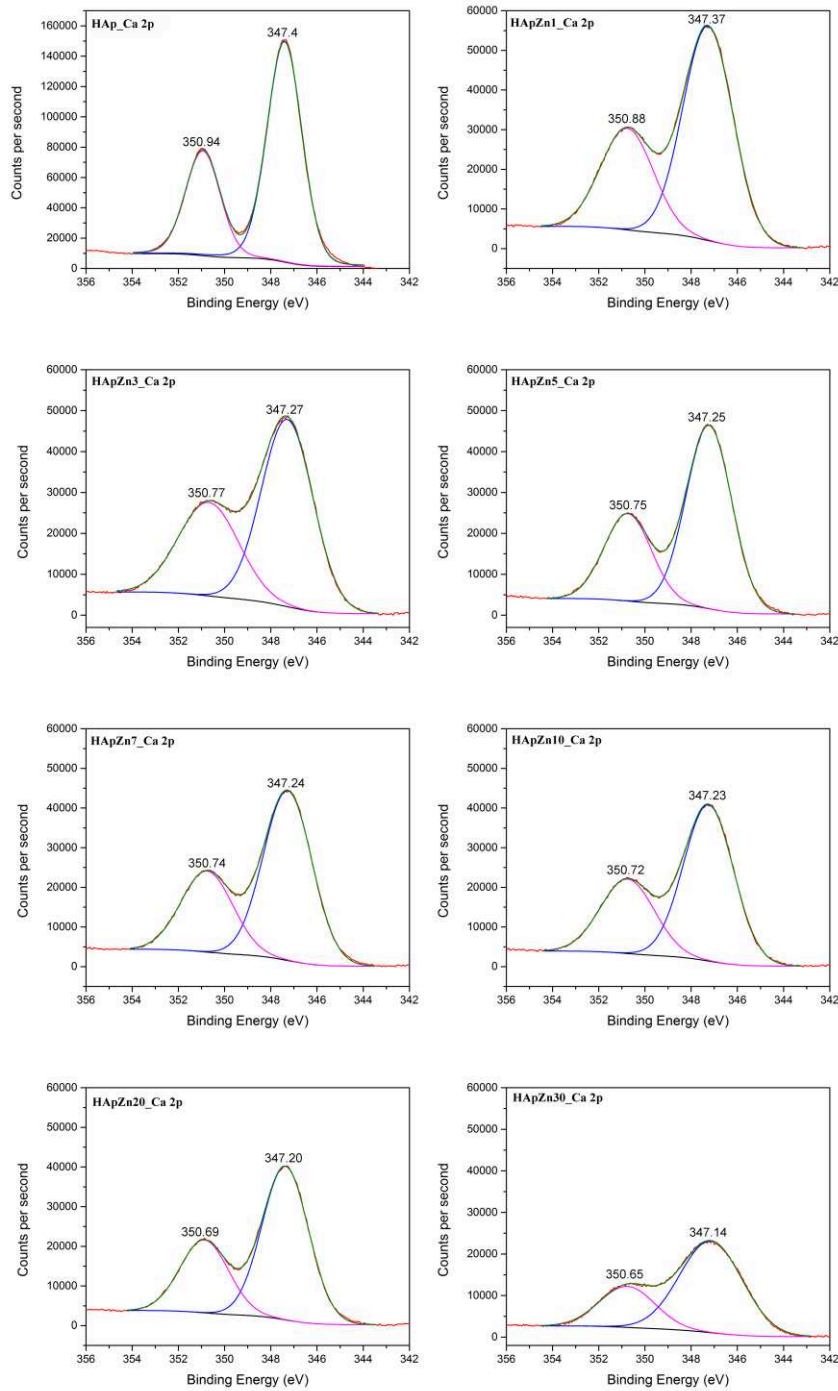 HAp_Ca 2p
347.4
350.94
160000
150000
140000
130000
120000
110000
100000
90000
80000
70000
60000
50000
40000
30000
20000
10000
0
Counts per second
356 354 352 350 348 346 344 342
Binding Energy (eV)
HApZn1_Ca 2p
347.37
350.88
60000
50000
40000
30000
20000
10000
0
Counts per second
356 354 352 350 348 346 344 342
Binding Energy (eV)
HApZn3_Ca 2p
347.27
350.77
60000
50000
40000
30000
20000
10000
0
Counts per second
356 354 352 350 348 346 344 342
Binding Energy (eV)
HApZn5_Ca 2p
347.25
350.75
60000
50000
40000
30000
20000
10000
0
Counts per second
356 354 352 350 348 346 344 342
Binding Energy (eV)
HApZn7_Ca 2p
347.24
350.74
60000
50000
40000
30000
20000
10000
0
Counts per second
356 354 352 350 348 346 344 342
Binding Energy (eV)
HApZn10_Ca 2p
347.23
350.72
60000
50000
40000
30000
20000
10000
0
Counts per second
356 354 352 350 348 346 344 342
Binding Energy (eV)
HApZn20_Ca 2p
347.20
350.69
60000
50000
40000
30000
20000
10000
0
Counts per second
356 354 352 350 348 346 344 342
Binding Energy (eV)
HApZn30_Ca 2p
347.14
350.65
60000
50000
40000
30000
20000
10000
0
Counts per second
356 354 352 350 348 346 344 342
Binding Energy (eV)